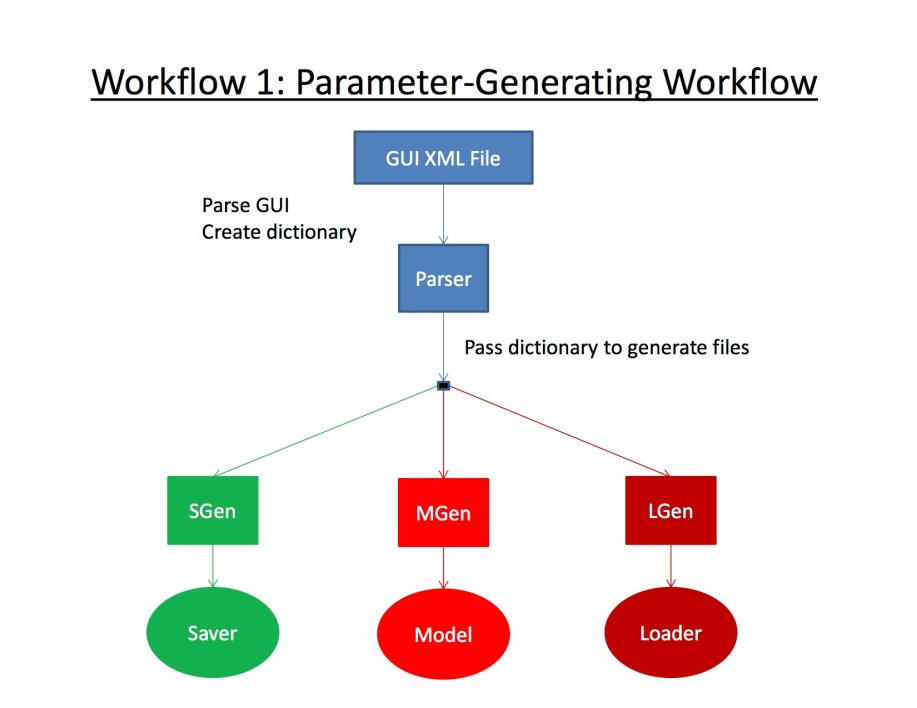 Workflow 1: Parameter-Generating Workflow
GUI XML File
Parse GUI
Create dictionary
Parser
Pass dictionary to generate files
SGen
MGen
LGen
Saver
Model
Loader